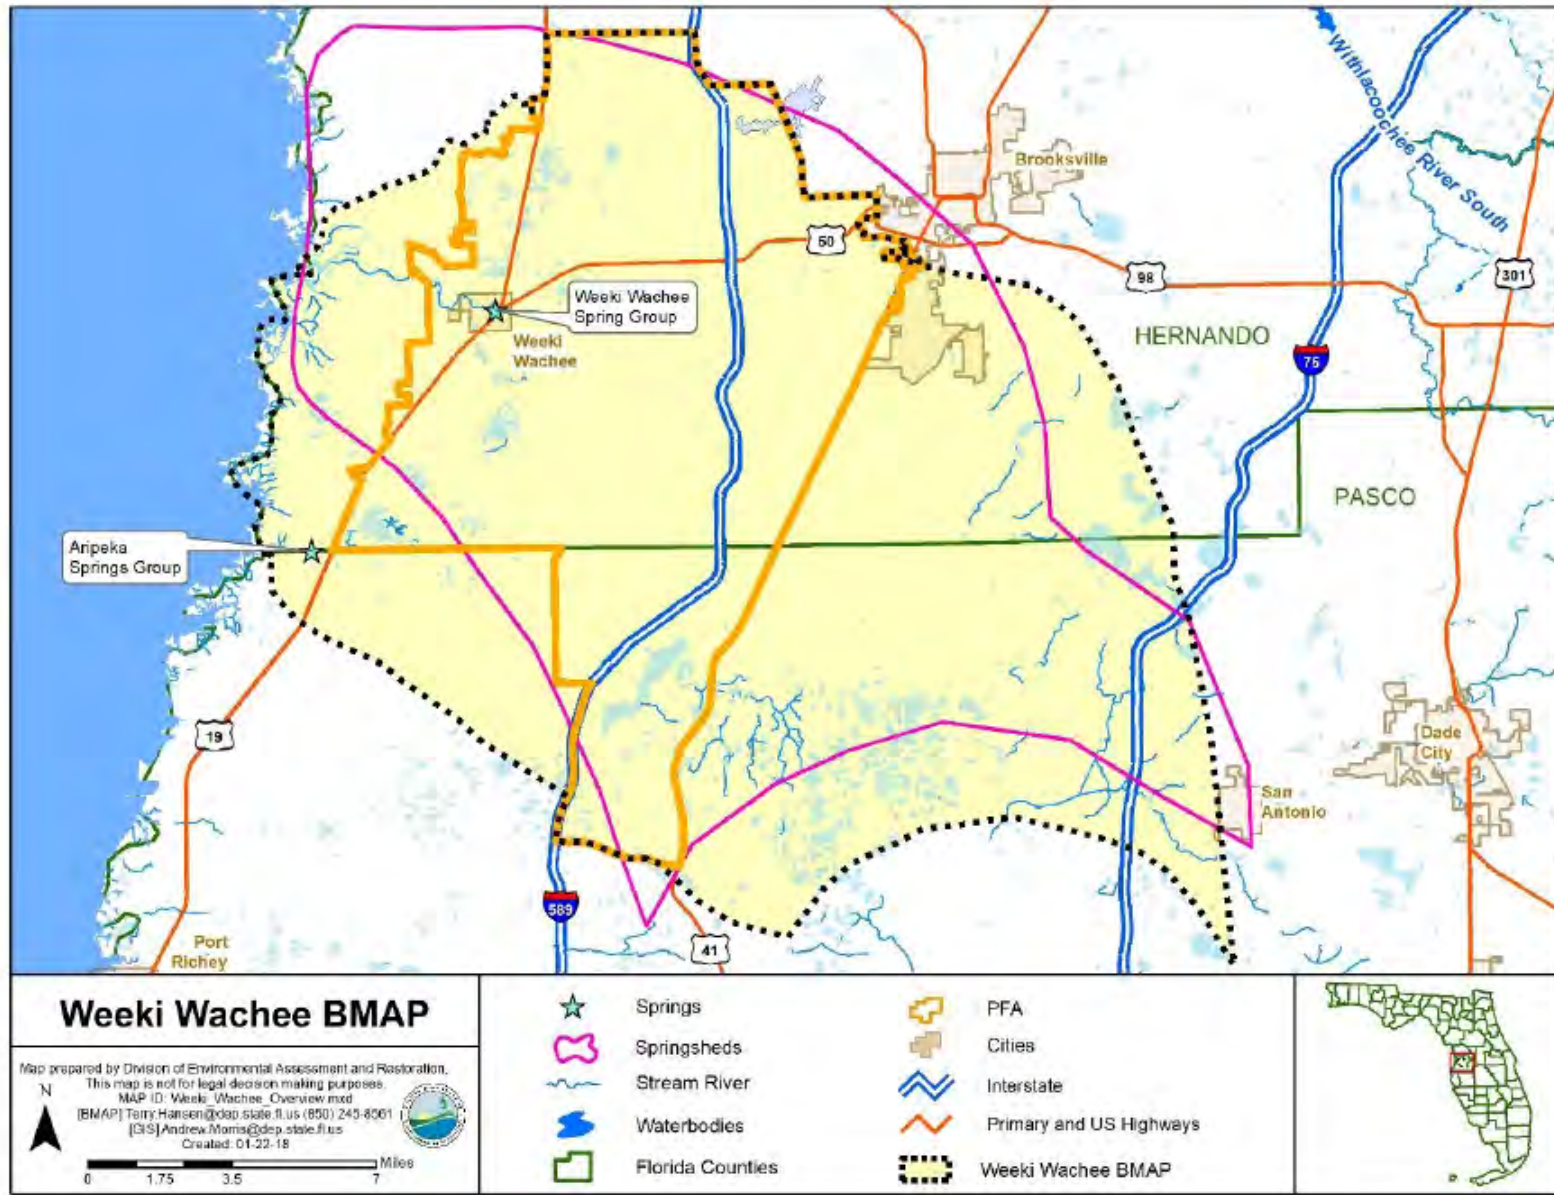 Withlacoochee River South
Brooksville
50
98
301
Weeki Wachee
Spring Group
Weeki
Wachee
HERNANDO
75
PASCO
Aripeka
Springs Group
19
Dade
City
San
Antonio
589
41
Port
Richey
Weeki Wachee BMAP
Map prepared by Division of Environmental Assessment and Restoration.
This map is not for legal decision making purposes.
MAP ID: Weeki_Wachee_Overview.mxd
[BMAP] Terry.Hansen@dep.state.fl.us (850) 245-8561
[GIS] Andrew.Morris@dep.state.fl.us
Created: 01-22-18
N
Miles
0 1.75 3.5 7
Springs
Springsheds
Stream River
Waterbodies
Florida Counties
PFA
Cities
Interstate
Primary and US Highways
Weeki Wachee BMAP